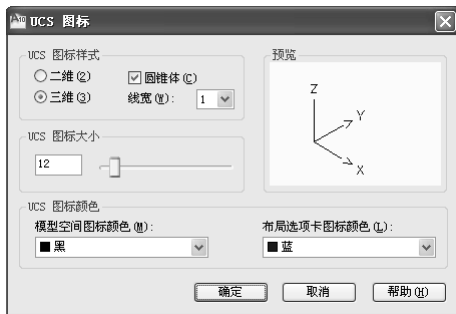 UCS 图标
UCS 图标样式
二维(2)
圆锥体(C)
三维(3)
线宽(W):
1
预览
Z
Y
X
UCS 图标大小
12
UCS 图标颜色
模型空间图标颜色(M):
布局选项卡图标颜色(L):
黑
蓝
确定
取消
帮助(H)